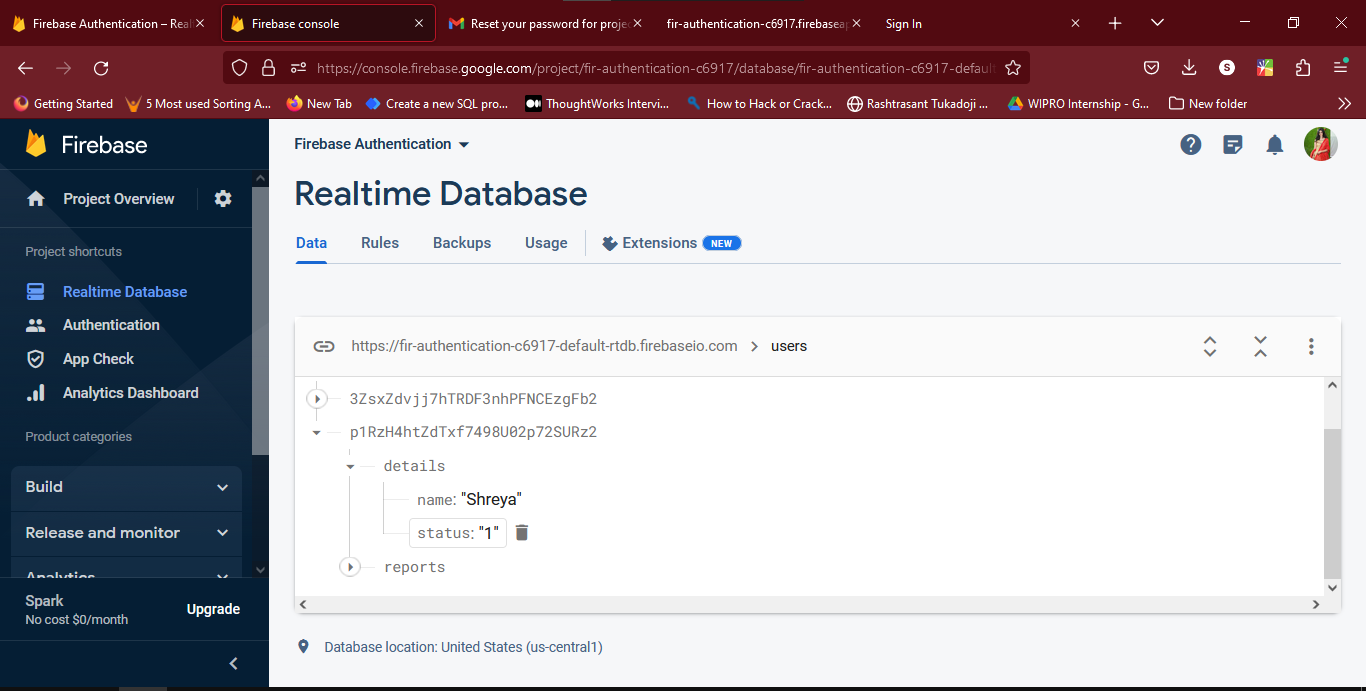 Firebase Authentication – Real
Firebase console
Reset your password for projec
fir-authentication-c6917.firebaseap
Sign In
https://console.firebase.google.com/project/fir-authentication-c6917/database/fir-authentication-c6917-default
Getting Started
5 Most used Sorting A...
New Tab
Create a new SQL pro...
ThoughtWorks Intervi...
How to Hack or Crack...
Rashtrasant Tukadoji ...
WIPRO Internship - G...
New folder
Firebase
Project Overview
Project shortcuts
Realtime Database
Authentication
App Check
Analytics Dashboard
Product categories
Build
Release and monitor
Analytics
Spark
No cost $0/month
Upgrade
Firebase Authentication
Realtime Database
Data
Rules
Backups
Usage
Extensions NEW
https://fir-authentication-c6917-default-rtdb.firebaseio.com
users
3ZsxZdvjj7hTRDF3nhPFNCEzgFb2
p1RzH4htZdTxf7498U02p72SURz2
details
name: "Shreya"
status: "1"
reports
Database location: United States (us-central1)